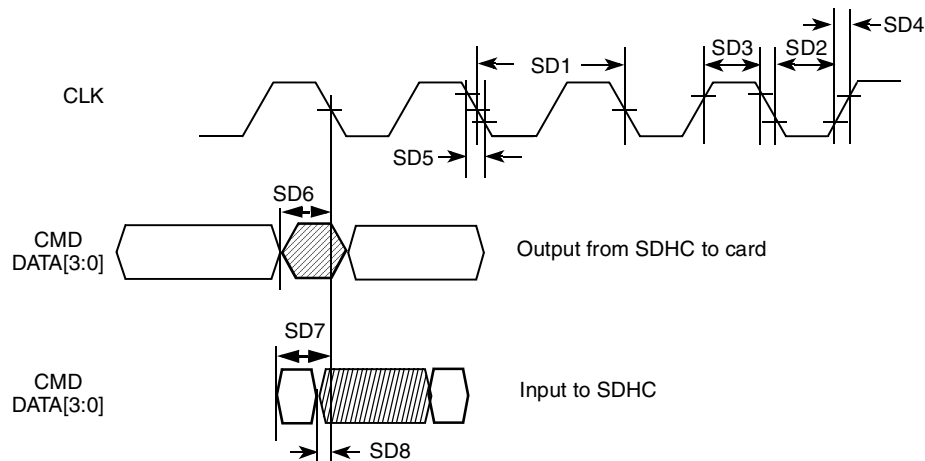 SD4
SD3
SD2
SD1
CLK
SD5
SD6
CMD
DATA[3:0]
Output from SDHC to card
SD7
CMD
DATA[3:0]
Input to SDHC
SD8